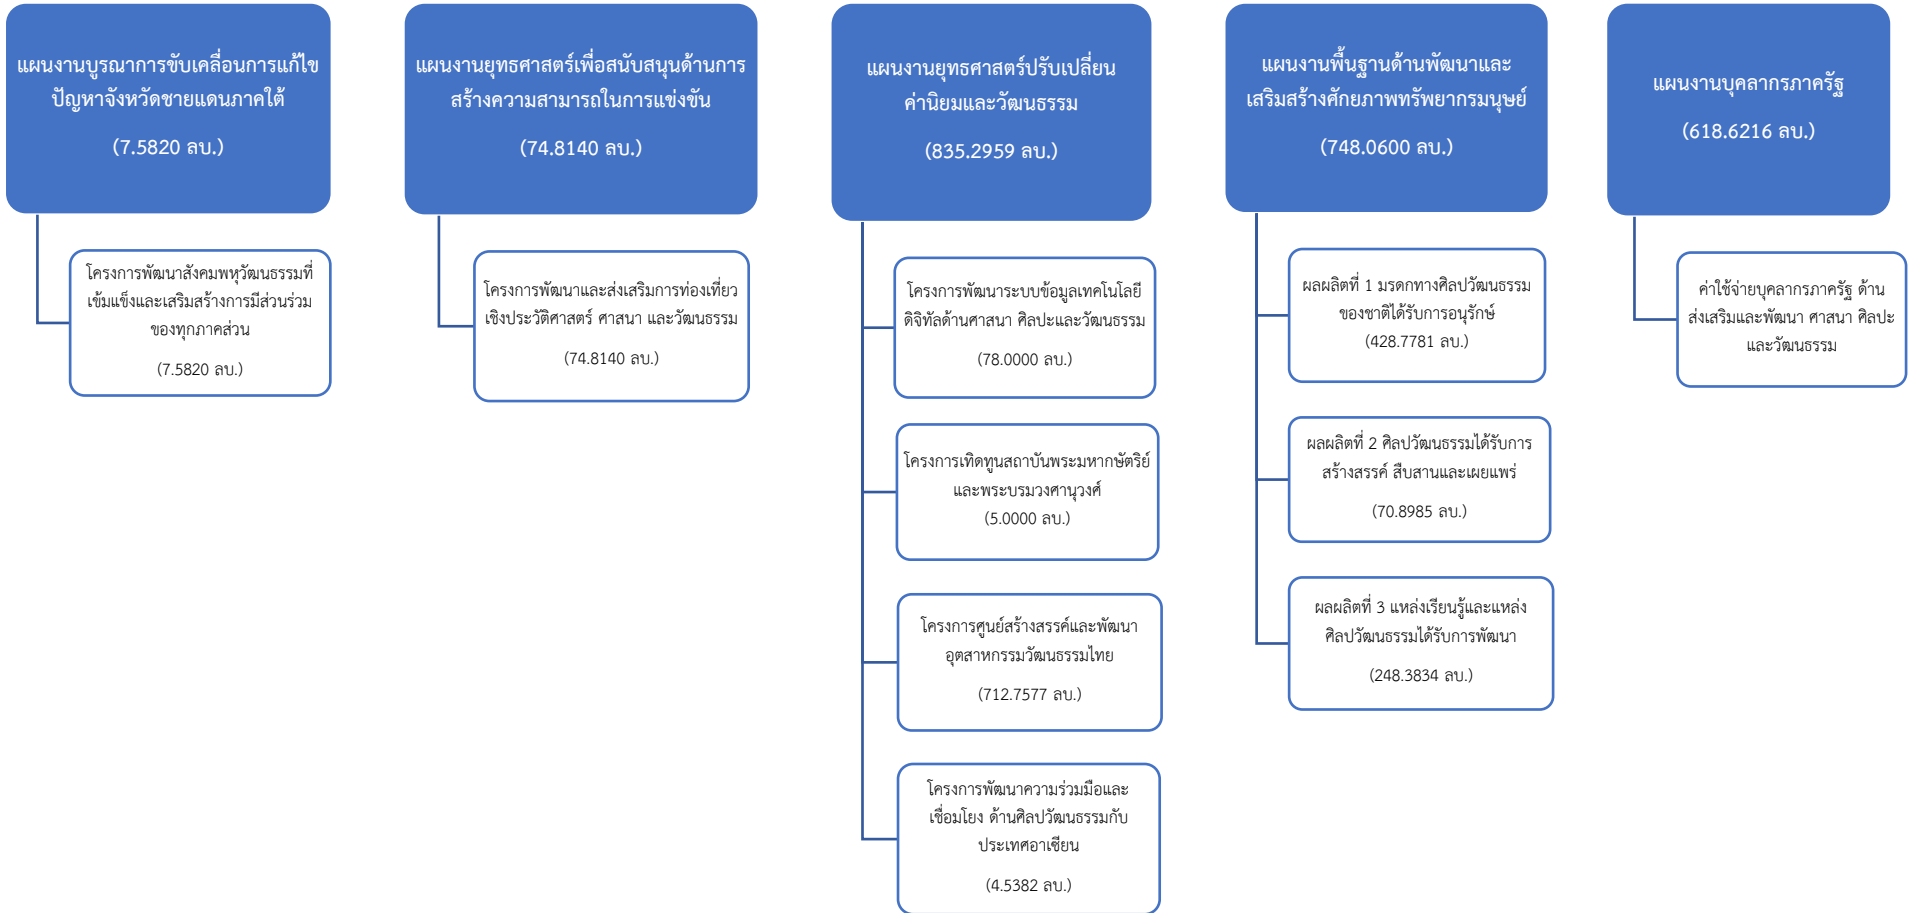 แผนงานบูรณาการขับเคลื่อนการแก้ไข
ปัญหาจังหวัดชายแดนภาคใต้
(7.5820 ลบ.)
โครงการพัฒนาสังคมพหุวัฒนธรรมที่
เข้มแข็งและเสริมสร้างการมีส่วนร่วม
ของทุกภาคส่วน
(7.5820 ลบ.)
แผนงานยุทธศาสตร์เพื่อสนับสนุนด้านการ
สร้างความสามารถในการแข่งขัน
(74.8140 ลบ.)
โครงการพัฒนาและส่งเสริมการท่องเที่ยว
เชิงประวัติศาสตร์ ศาสนา และวัฒนธรรม
(74.8140 ลบ.)
แผนงานยุทธศาสตร์ปรับเปลี่ยน
ค่านิยมและวัฒนธรรม
(835.2959 ลบ.)
โครงการพัฒนาระบบข้อมูลเทคโนโลยี
ดิจิทัลด้านศาสนา ศิลปะและวัฒนธรรม
(78.0000 ลบ.)
โครงการเทิดทูนสถาบันพระมหากษัตริย์
และพระบรมวงศานุวงศ์
(5.0000 ลบ.)
โครงการศูนย์สร้างสรรค์และพัฒนา
อุตสาหกรรมวัฒนธรรมไทย
(712.7577 ลบ.)
โครงการพัฒนาความร่วมมือและ
เชื่อมโยง ด้านศิลปวัฒนธรรมกับ
ประเทศอาเซียน
(4.5382 ลบ.)
แผนงานพื้นฐานด้านพัฒนาและ
เสริมสร้างศักยภาพทรัพยากรมนุษย์
(748.0600 ลบ.)
ผลผลิตที่ 1 มรดกทางศิลปวัฒนธรรม
ของชาติได้รับการอนุรักษ์
(428.7781 ลบ.)
ผลผลิตที่ 2 ศิลปวัฒนธรรมได้รับการ
สร้างสรรค์ สืบสานและเผยแพร่
(70.8985 ลบ.)
ผลผลิตที่ 3 แหล่งเรียนรู้และแหล่ง
ศิลปวัฒนธรรมได้รับการพัฒนา
(248.3834 ลบ.)
แผนงานบุคลากรภาครัฐ
(618.6216 ลบ.)
ค่าใช้จ่ายบุคลากรภาครัฐ ด้าน
ส่งเสริมและพัฒนา ศาสนา ศิลปะ
และวัฒนธรรม